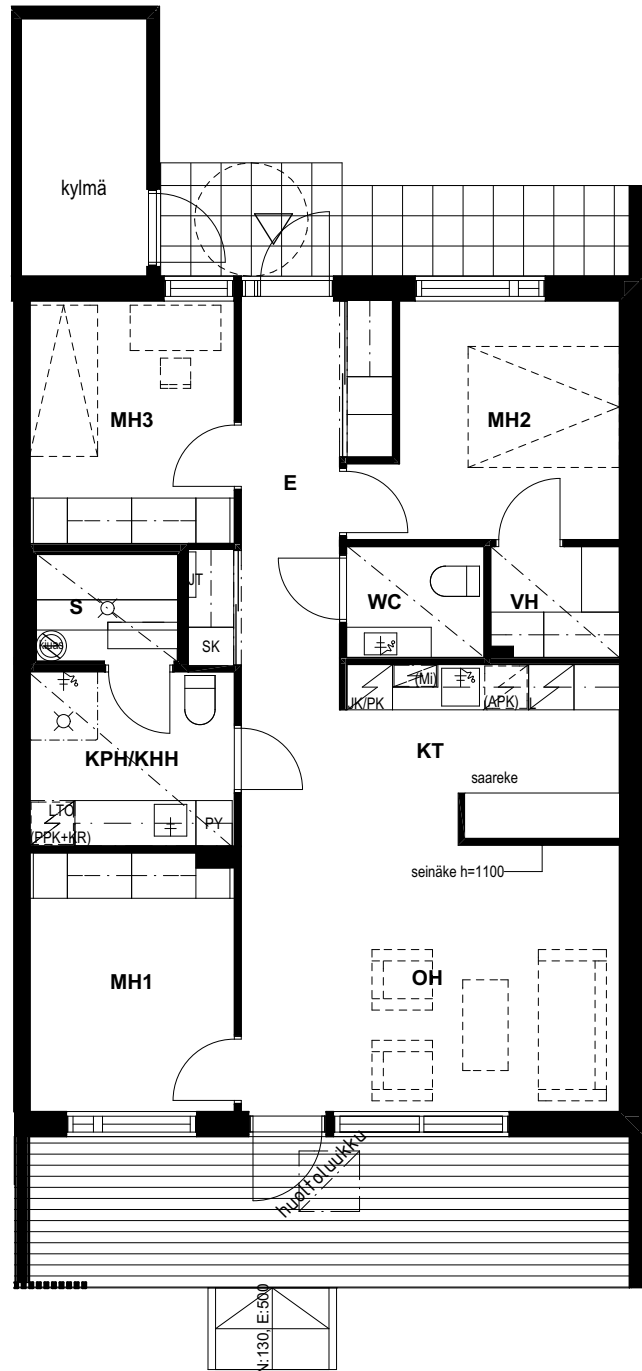 kylmä
MH3
MH2
E
JT
S
WC
VH
kiuas
SK
(Mi)
JK/PK
(APK)
KPH/KHH
KT
saareke
LTO
(PPK+KR)
PY
seinäke h=1100
MH1
OH
huoltoluukku
N:130, E:500